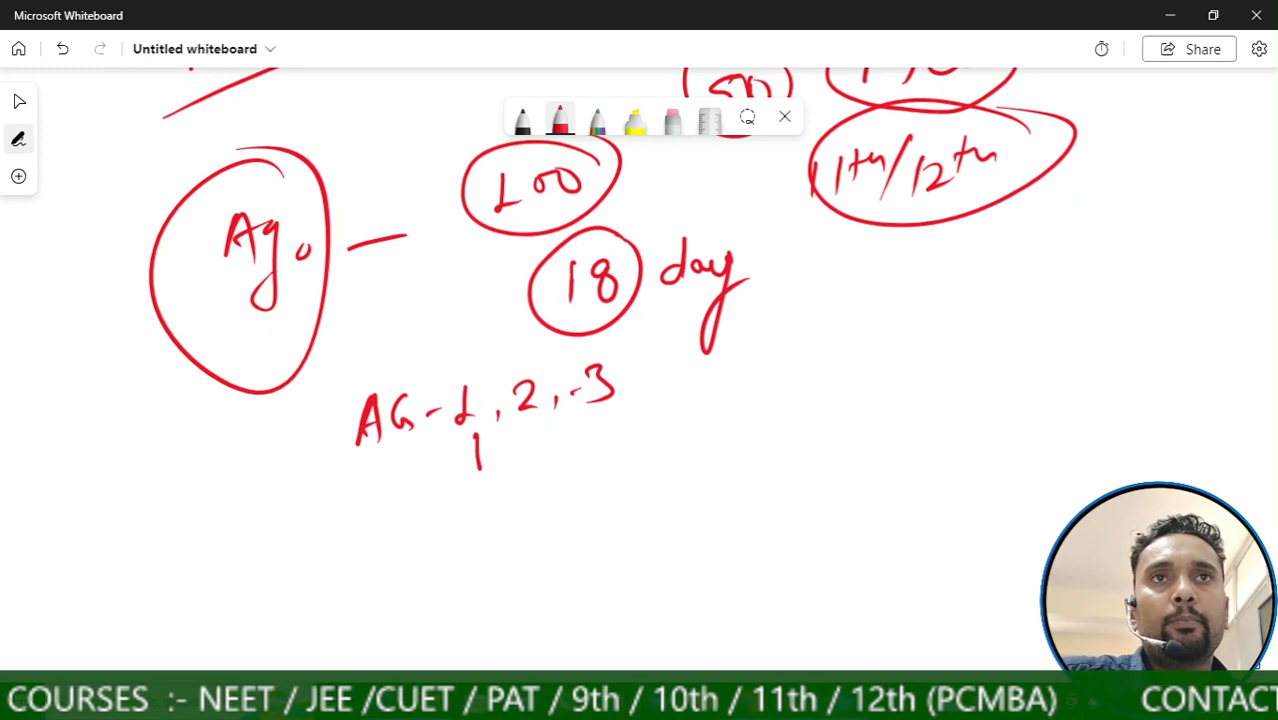 Microsoft Whiteboard
Untitled whiteboard
Share
11th/12th
100
Ag.
18 day
AG - 1, 2, -3
COURSES :- NEET / JEE /CUET / PAT / 9th / 10th / 11th / 12th (PCMBA) CONTACT